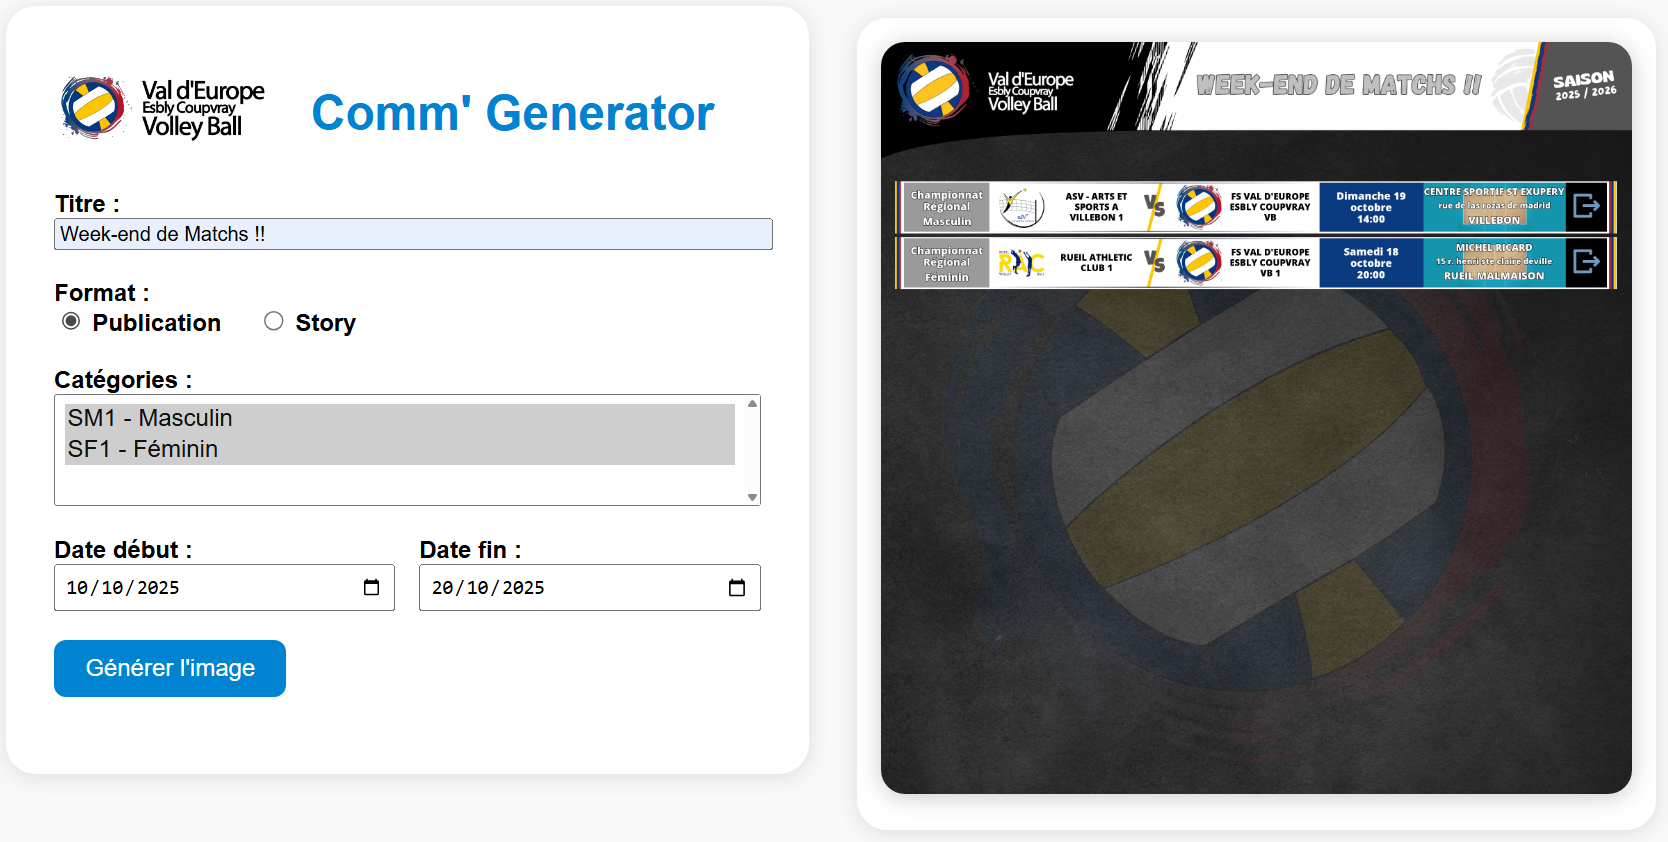 Val d'Europe
Esbly Coupvray
Volley Ball
Comm' Generator
Titre :
Week-end de Matchs !!
Format :
Publication
Story
Catégories :
SM1 - Masculin
SF1 - Féminin
Date début :
Date fin :
10/10/2025
20/10/2025
Générer l'image
Val d'Europe
Esbly Coupvray
Volley Ball
WEEK-END DE MATCHS !!
SAISON
2025 / 2026
Championnat
Régional
Masculin
ASV - ARTS ET
SPORTS A
VILLEBON 1
VS
FS VAL D'EUROPE
ESBLY COUPVRAY
VB
Dimanche 19
octobre
14:00
CENTRE SPORTIF ST EXUPERY
rue de las rozas de madrid
VILLEBON
Championnat
Régional
Féminin
RAC
RUEIL ATHLETIC
CLUB 1
VS
FS VAL D'EUROPE
ESBLY COUPVRAY
VB 1
Samedi 18
octobre
20:00
MICHEL RICARD
15 r. henri ste claire deville
RUEIL MALMAISON